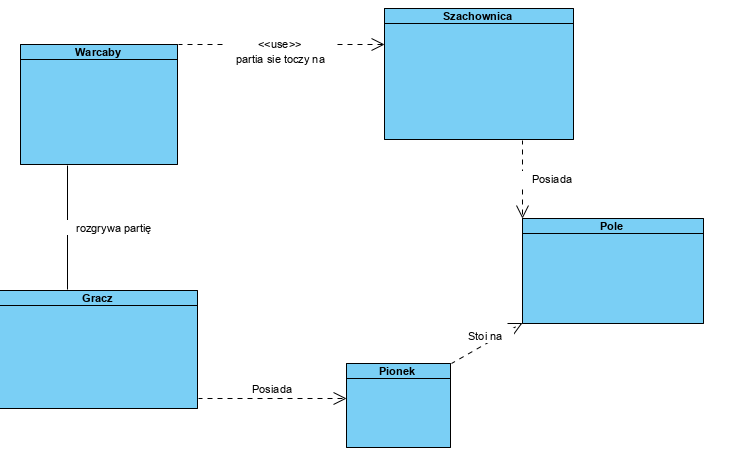 Szachownica
Warcaby
<<use>>
partia sie toczy na
Posiada
Pole
rozgrywa partię
Gracz
Stoi na
Pionek
Posiada